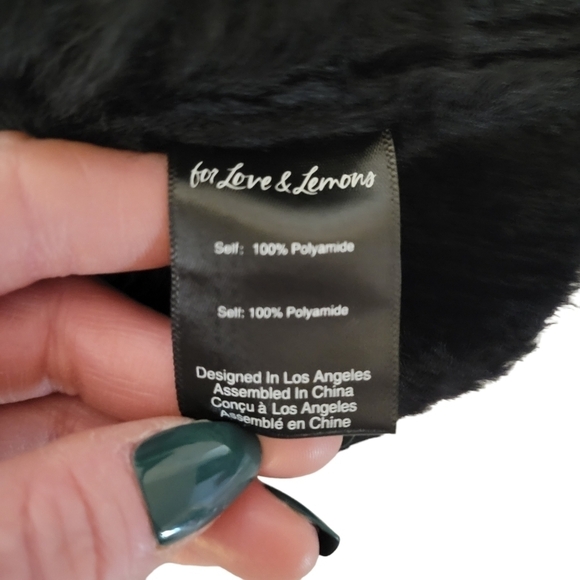 for Love & Lemons
Self: 100% Polyamide
Self: 100% Polyamide
Designed In Los Angeles
Assembled In China
Conçu à Los Angeles
Assemblé en Chine